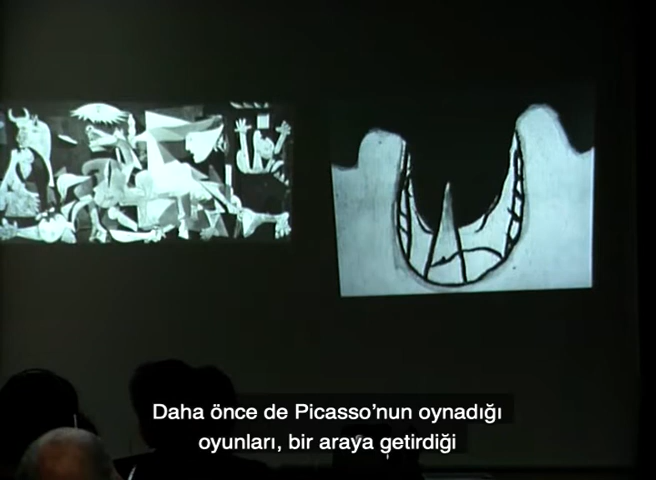 Daha önce de Picasso’nun oynadığı
oyunları, bir araya getirdiği